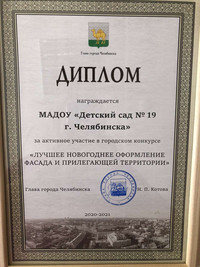 Глава города Челябинска
ДИПЛОМ
награждается
МАДОУ «Детский сад № 19
г. Челябинска»
за активное участие в городском конкурсе
«ЛУЧШЕЕ НОВОГОДНЕЕ ОФОРМЛЕНИЕ
ФАСАДА И ПРИЛЕГАЮЩЕЙ ТЕРРИТОРИИ»
Глава города Челябинска Н. П. Котова
2020-2021